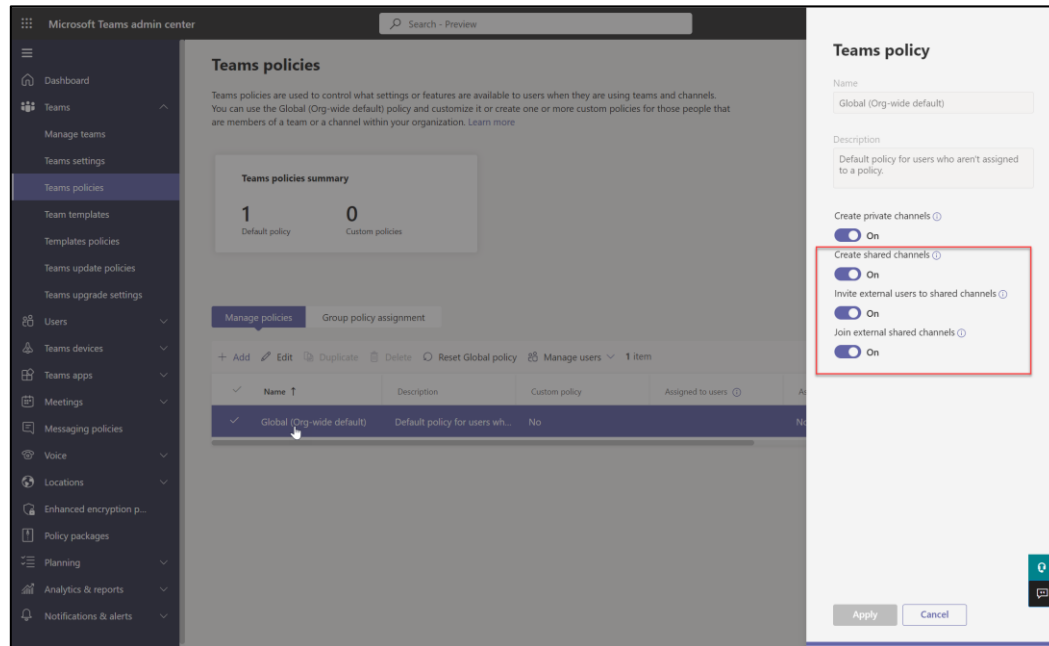 Microsoft Teams admin center
Search - Preview
Dashboard
Teams
Manage teams
Teams settings
Teams policies
Team templates
Templates policies
Teams update policies
Teams upgrade settings
Users
Teams devices
Teams apps
Meetings
Messaging policies
Voice
Locations
Enhanced encryption p...
Policy packages
Planning
Analytics & reports
Notifications & alerts
Teams policies
Teams policies are used to control what settings or features are available to users when they are using teams and channels.
You can use the Global (Org-wide default) policy and customize it or create one or more custom policies for those people that
are members of a team or a channel within your organization. Learn more
Teams policies summary
1 0
Default policy Custom policies
Manage policies Group policy assignment
+ Add Edit Duplicate Delete Reset Global policy Manage users 1 item
Name ↑ Description Custom policy Assigned to users
Global (Org-wide default) Default policy for users wh... No No
Teams policy
Name
Global (Org-wide default)
Description
Default policy for users who aren't assigned
to a policy.
Create private channels
On
Create shared channels
On
Invite external users to shared channels
On
Join external shared channels
On
Apply Cancel